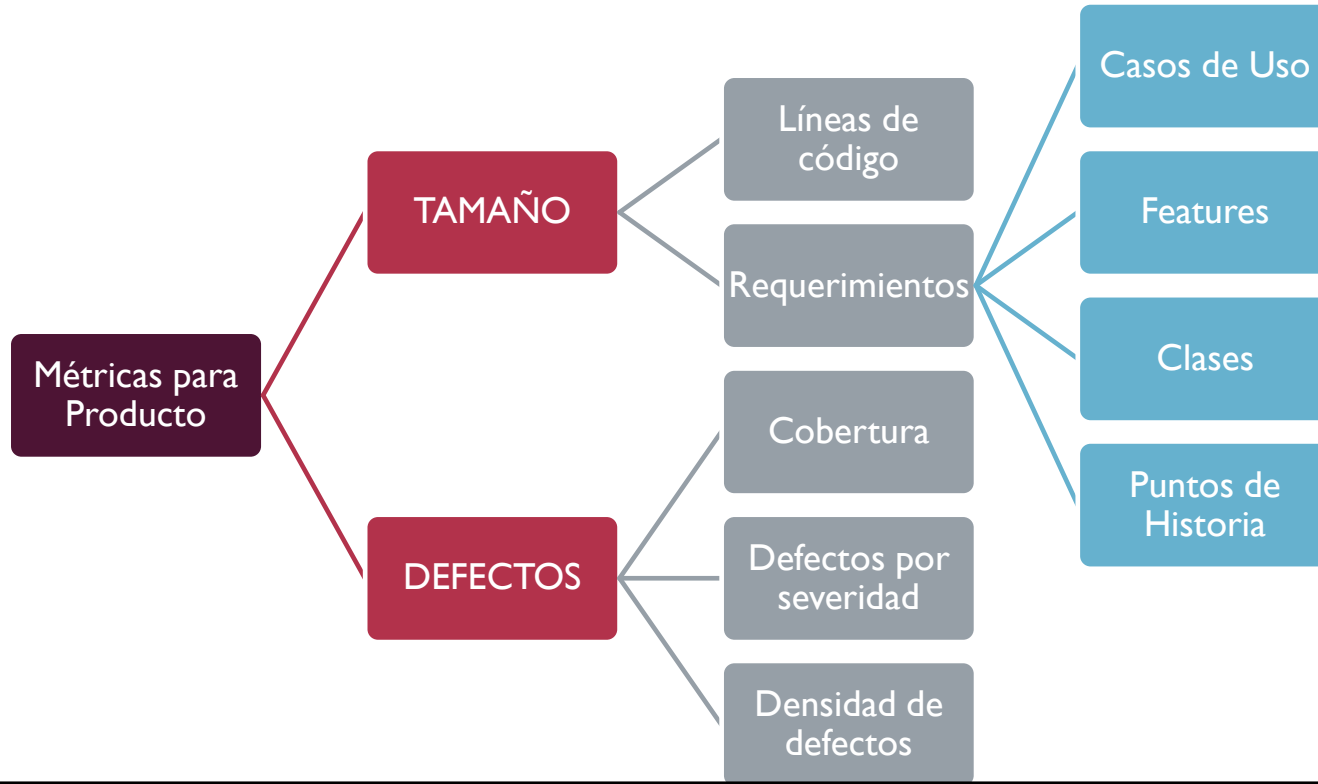 Métricas para
Producto
TAMAÑO
Líneas de
código
Requerimientos
Casos de Uso
Features
Clases
Puntos de
Historia
DEFECTOS
Cobertura
Defectos por
severidad
Densidad de
defectos